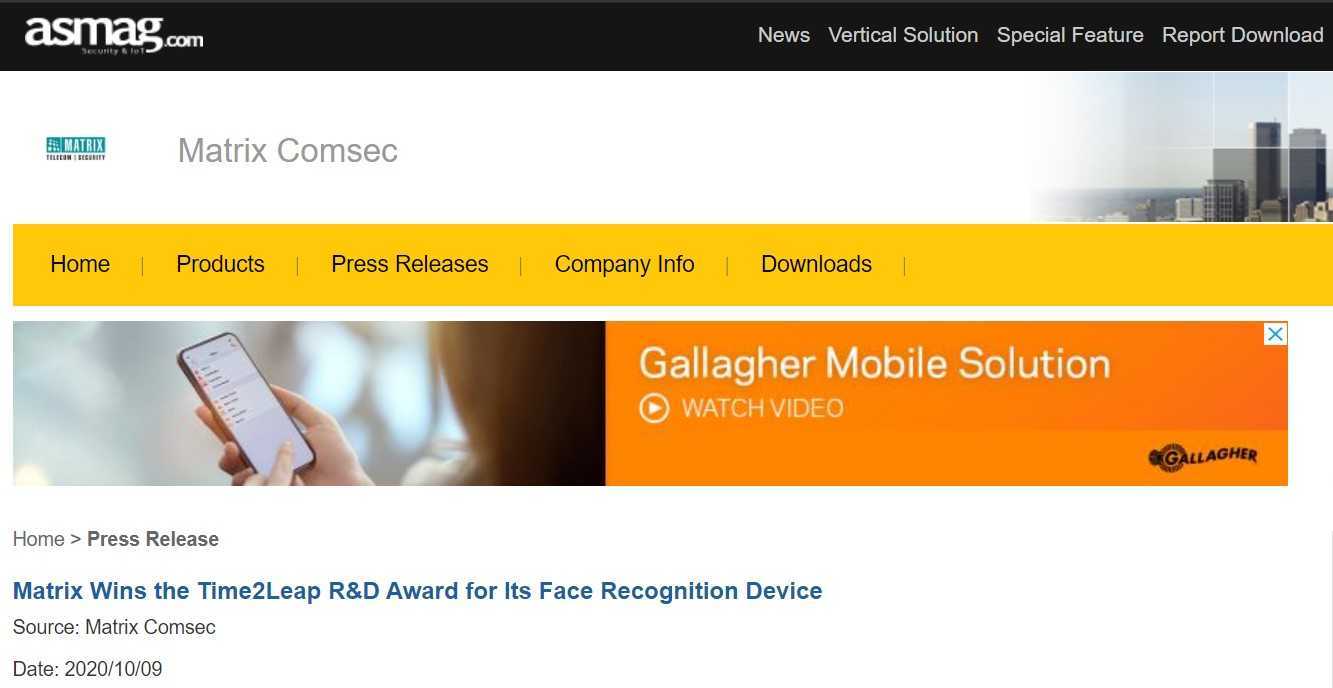 asmag.com
Security & IoT
News Vertical Solution Special Feature Report Download
MATRIX
TELECOM | SECURITY
Matrix Comsec
Home | Products | Press Releases | Company Info | Downloads |
Gallagher Mobile Solution
WATCH VIDEO
GALLAGHER
Home > Press Release
Matrix Wins the Time2Leap R&D Award for Its Face Recognition Device
Source: Matrix Comsec
Date: 2020/10/09